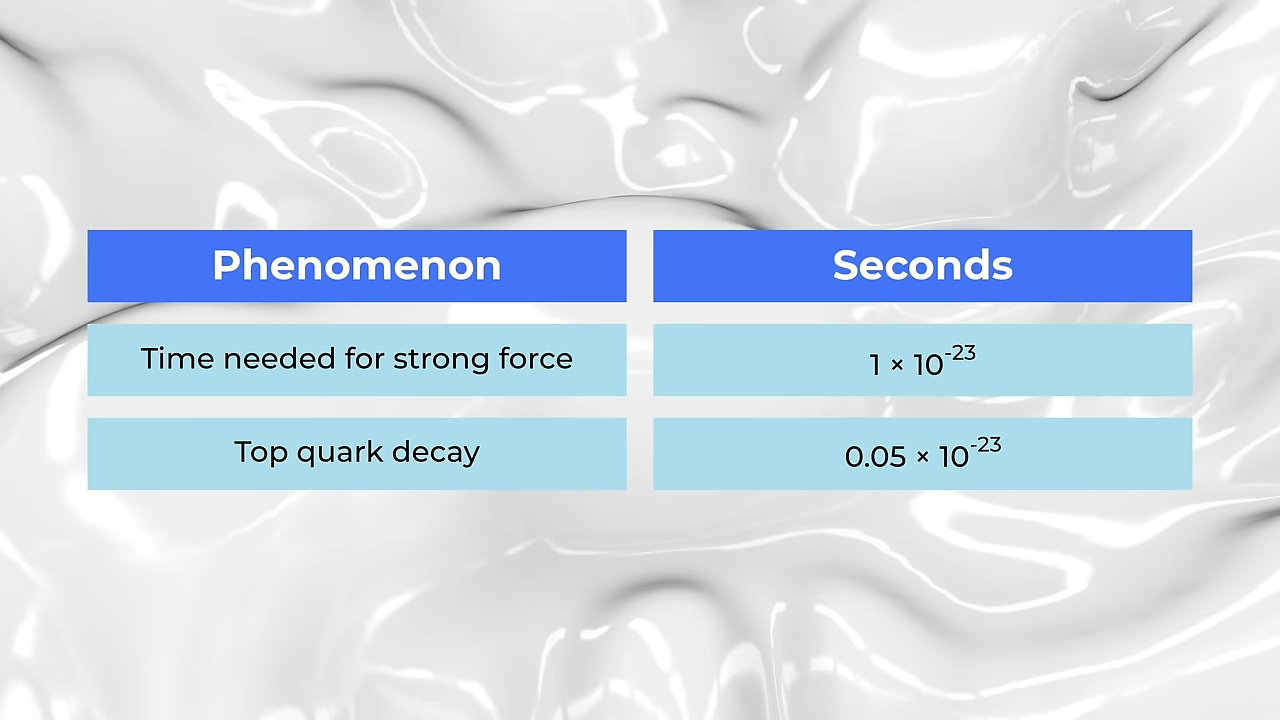 Phenomenon
Seconds
Time needed for strong force
1 × 10⁻²³
Top quark decay
0.05 × 10⁻²³